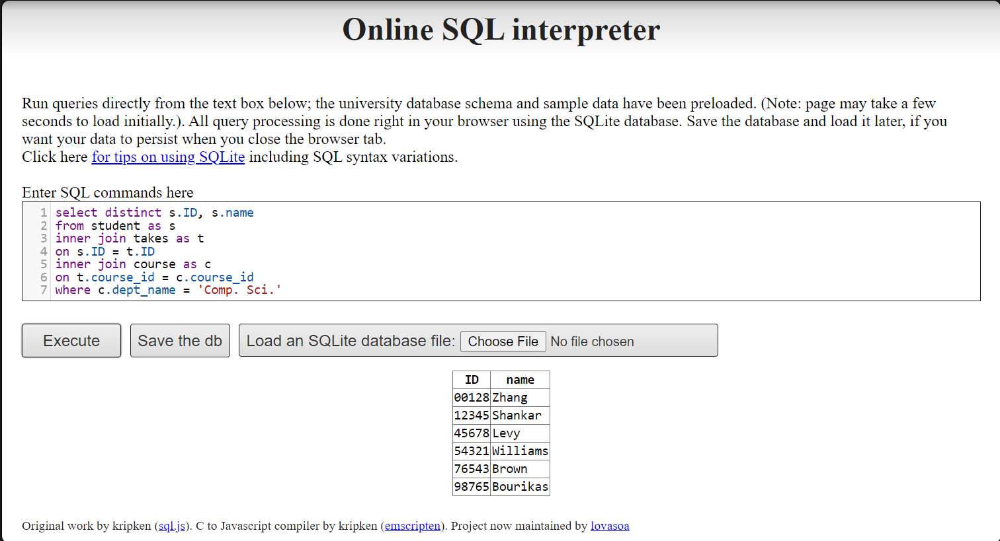 Online SQL interpreter
Run queries directly from the text box below; the university database schema and sample data have been preloaded. (Note: page may take a few
seconds to load initially.). All query processing is done right in your browser using the SQLite database. Save the database and load it later, if you
want your data to persist when you close the browser tab.
Click here for tips on using SQLite including SQL syntax variations.
Enter SQL commands here
1 select distinct s.ID, s.name
2 from student as s
3 inner join takes as t
4 on s.ID = t.ID
5 inner join course as c
6 on t.course_id = c.course_id
7 where c.dept_name = 'Comp. Sci.'
Execute Save the db Load an SQLite database file: Choose File No file chosen
ID name
00128 Zhang
12345 Shankar
45678 Levy
54321 Williams
76543 Brown
98765 Bourikas
Original work by kripken (sql.js). C to Javascript compiler by kripken (emscripten). Project now maintained by lovasoa